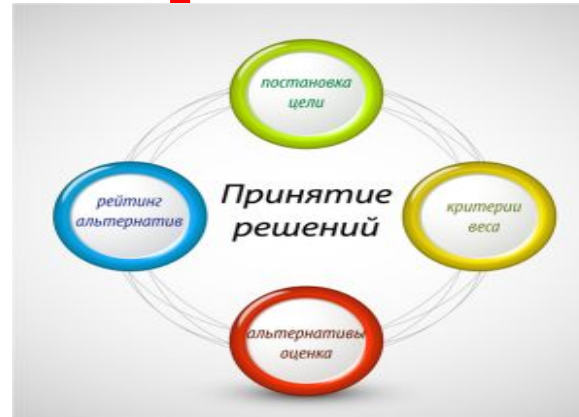 постановка
цели
рейтинг
альтернатив
Принятие
решений
критерии
веса
альтернативы
оценка